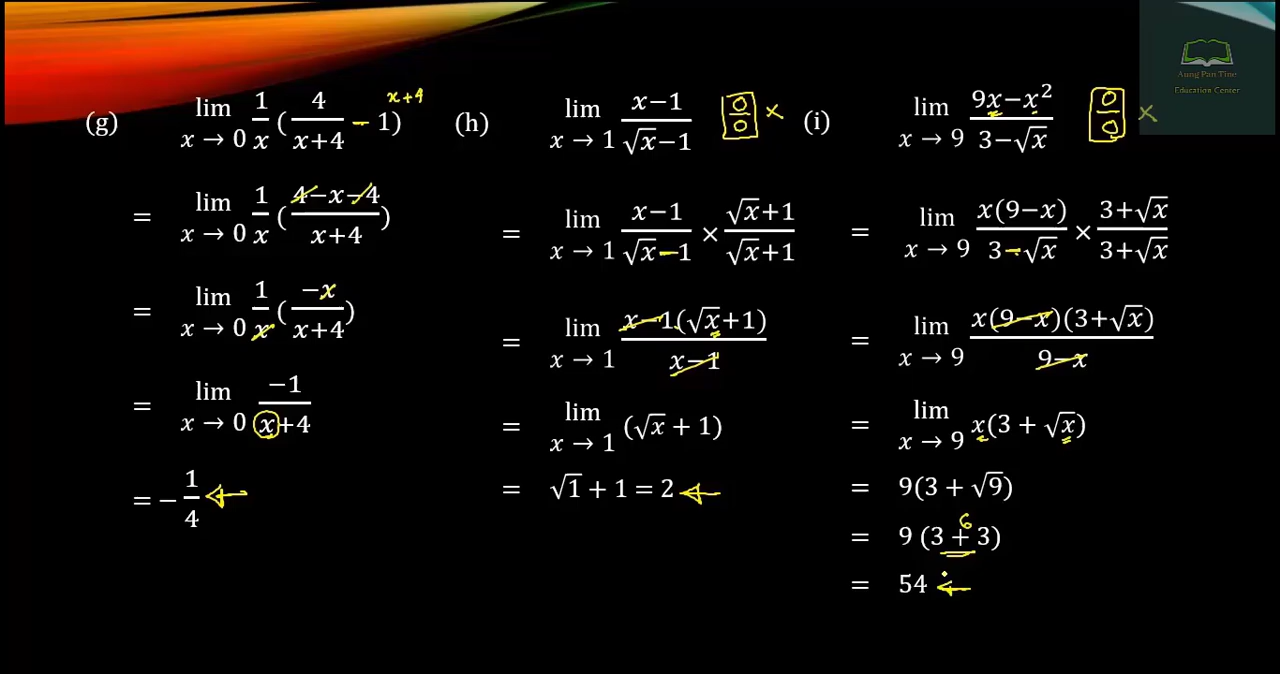 Aung Pan Tine
Education Center
(g) lim x → 0 1/x ( 4/(x+4) − 1) x+4
= lim x → 0 1/x ( (4−x−4)/(x+4) )
= lim x → 0 1/x ( −x/(x+4) )
= lim x → 0 −1/(x+4)
= − 1/4 ←
(h) lim x → 1 (x−1)/(√x−1) 0/0 ×
= lim x → 1 (x−1)/(√x−1) × (√x+1)/(√x+1)
= lim x → 1 x−1(√x+1)/(x−1)
= lim x → 1 (√x + 1)
= √1 + 1 = 2 ←
(i) lim x → 9 (9x−x²)/(3−√x) 0/0 ×
= lim x → 9 x(9−x)/(3−√x) × (3+√x)/(3+√x)
= lim x → 9 x(9−x)(3+√x)/(9−x)
= lim x → 9 x(3 + √x)
= 9(3 + √9)
6
= 9 (3 + 3)
= 54 ←